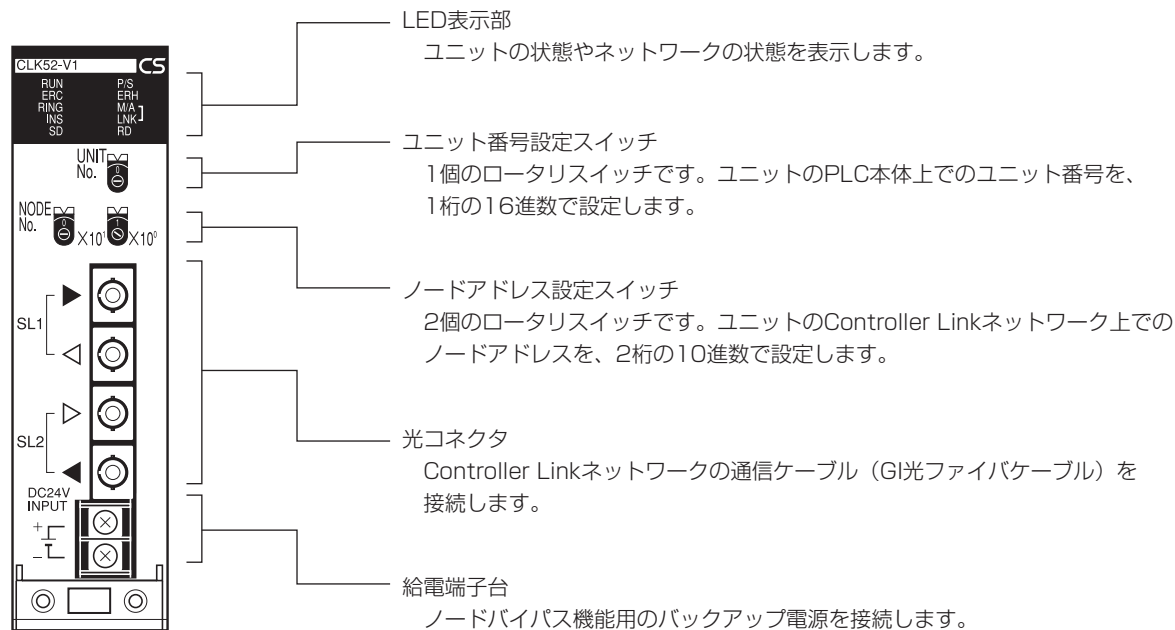 CLK52-V1 CS
RUN P/S
ERC ERH
RING M/A
INS LNK
SD RD
UNIT
No.
0
NODE
No.
0 1
×10¹ ×10⁰
SL1
SL2
DC24V
INPUT
+
−
LED表示部
ユニットの状態やネットワークの状態を表示します。
ユニット番号設定スイッチ
1個のロータリスイッチです。ユニットのPLC本体上でのユニット番号を、
1桁の16進数で設定します。
ノードアドレス設定スイッチ
2個のロータリスイッチです。ユニットのController Linkネットワーク上での
ノードアドレスを、2桁の10進数で設定します。
光コネクタ
Controller Linkネットワークの通信ケーブル（GI光ファイバケーブル）を
接続します。
給電端子台
ノードバイパス機能用のバックアップ電源を接続します。